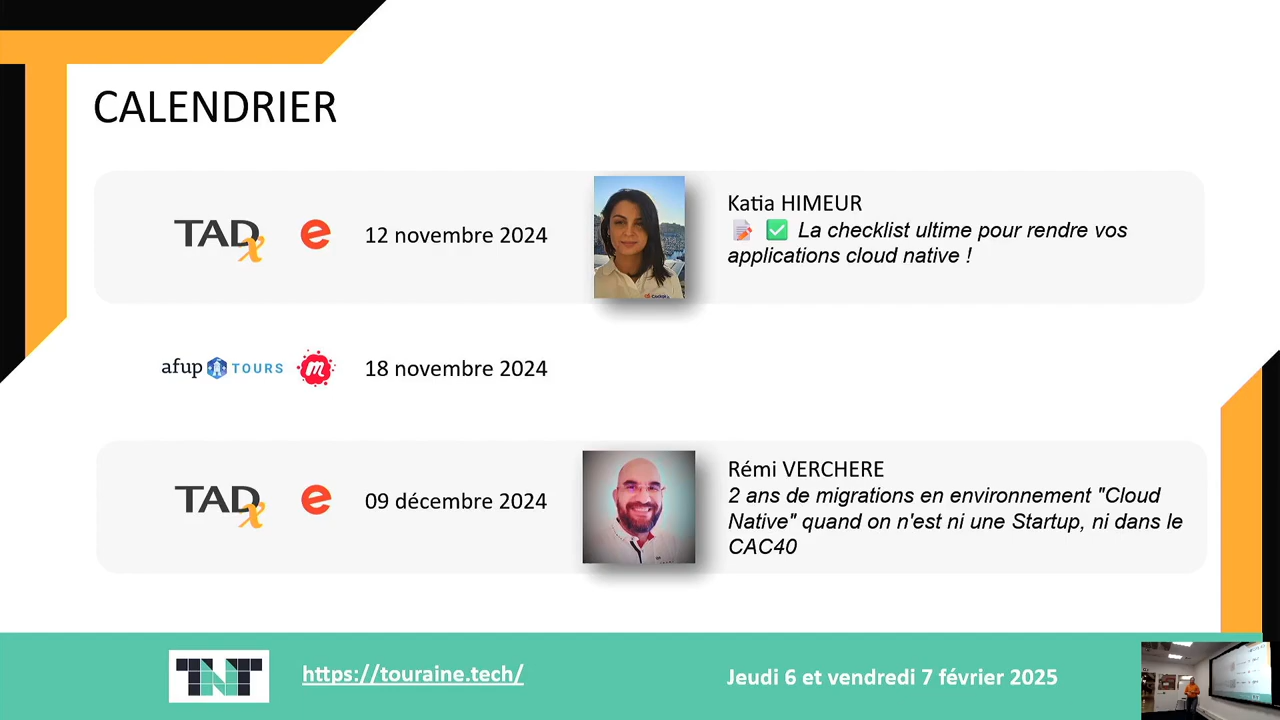 CALENDRIER
TADx e 12 novembre 2024
Katia HIMEUR
📝 ✅ La checklist ultime pour rendre vos
applications cloud native !
afup TOURS m 18 novembre 2024
TADx e 09 décembre 2024
Rémi VERCHERE
2 ans de migrations en environnement "Cloud
Native" quand on n'est ni une Startup, ni dans le
CAC40
TNT https://touraine.tech/ Jeudi 6 et vendredi 7 février 2025